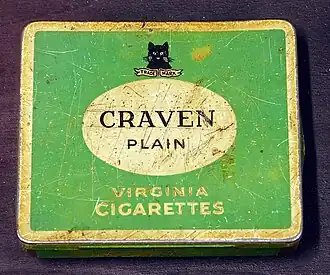 TRADE MARK
CRAVEN
PLAIN
VIRGINIA
CIGARETTES